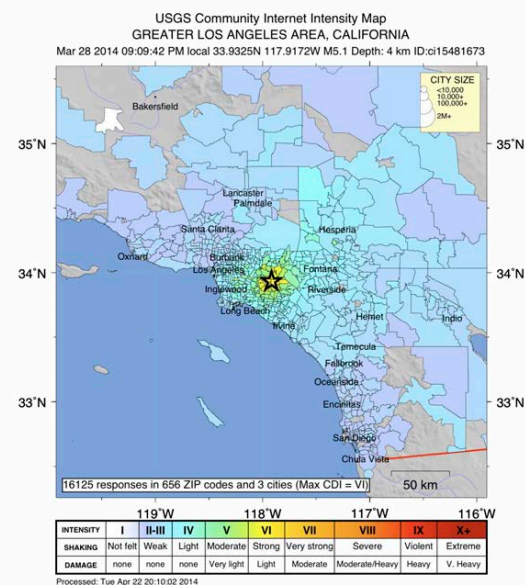 USGS Community Internet Intensity Map
GREATER LOS ANGELES AREA, CALIFORNIA
Mar 28 2014 09:09:42 PM local 33.9325N 117.9172W M5.1 Depth: 4 km ID:ci15481673
CITY SIZE
<10,000
10,000+
100,000+
2M+
Bakersfield
35°N 35°N
Lancaster
Palmdale
Santa Clarita Hesperia
Oxnard Burbank
34°N Los Angeles Fontana 34°N
Inglewood Riverside
Long Beach Hemet Indio
Irvine
Temecula
Fallbrook
Oceanside
33°N Encinitas 33°N
San Diego
Chula Vista
16125 responses in 656 ZIP codes and 3 cities (Max CDI = VI) 50 km
119°W 118°W 117°W 116°W
INTENSITY I II-III IV V VI VII VIII IX X+
SHAKING Not felt Weak Light Moderate Strong Very strong Severe Violent Extreme
DAMAGE none none none Very light Light Moderate Moderate/Heavy Heavy V. Heavy
Processed: Tue Apr 22 20:10:02 2014